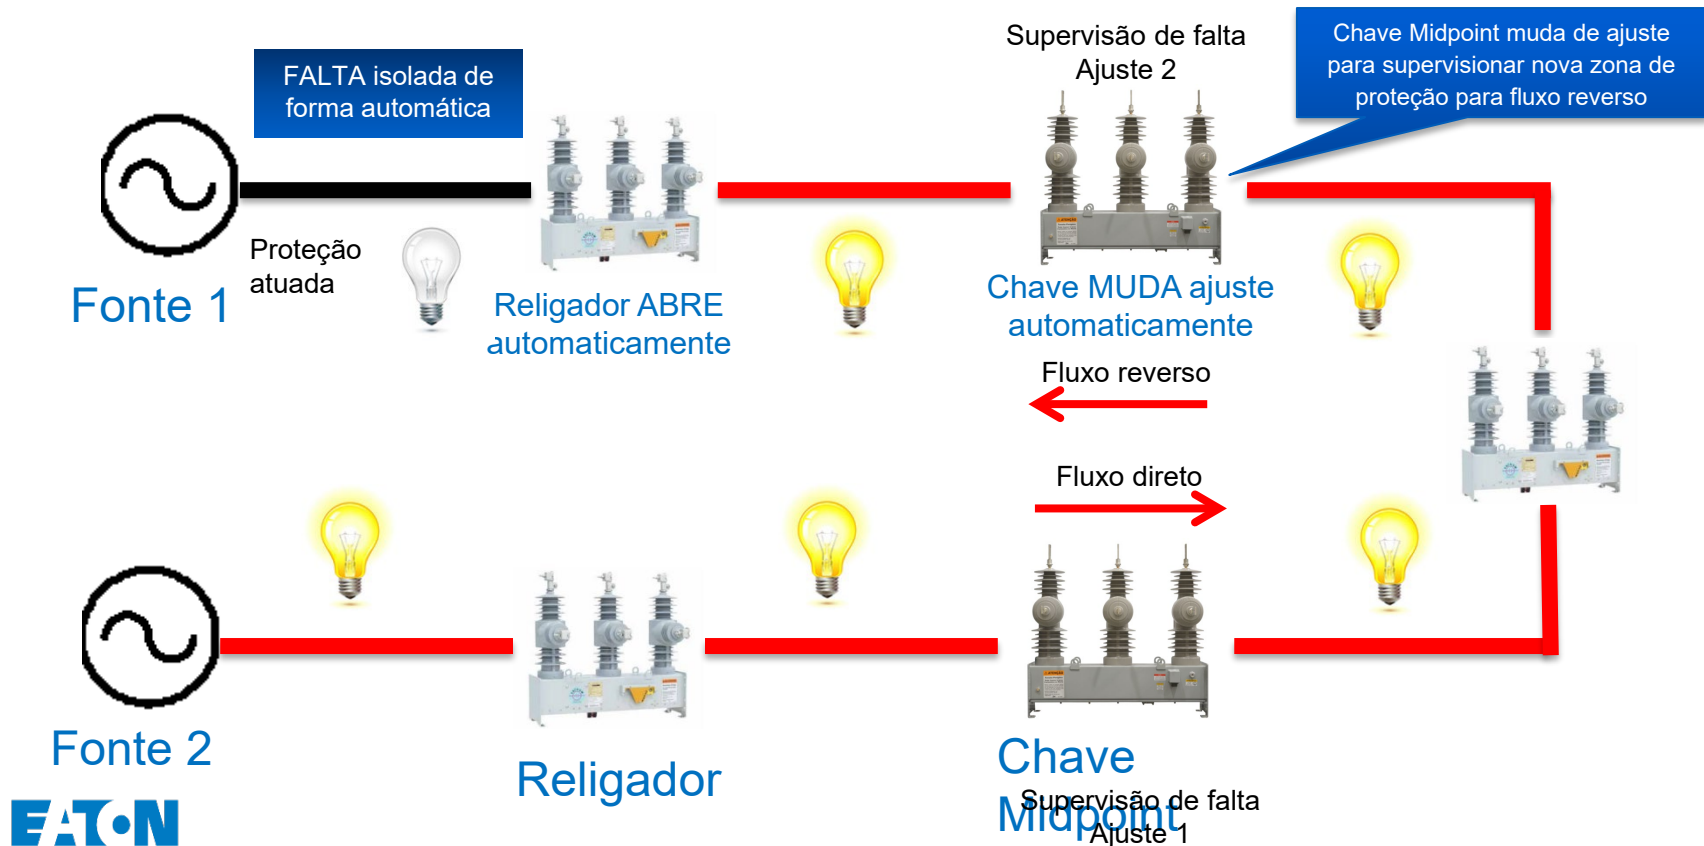 FALTA isolada de
forma automática
Supervisão de falta
Ajuste 2
Chave Midpoint muda de ajuste
para supervisionar nova zona de
proteção para fluxo reverso
Proteção
atuada
Fonte 1
Religador ABRE
automaticamente
Chave MUDA ajuste
automaticamente
Fluxo reverso
Fluxo direto
Fonte 2
Religador
Chave
Midpoint
Supervisão de falta
Ajuste 1
EATON